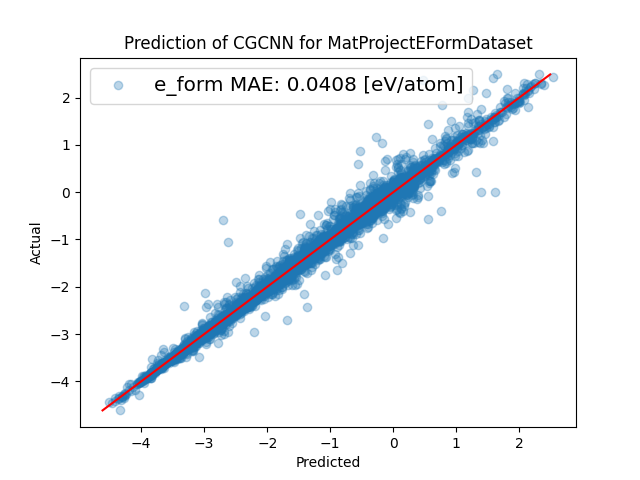 Prediction of CGCNN for MatProjectEFormDataset
e_form MAE: 0.0408 [eV/atom]
2
1
0
−1
−2
−3
−4
Actual
−4 −3 −2 −1 0 1 2
Predicted